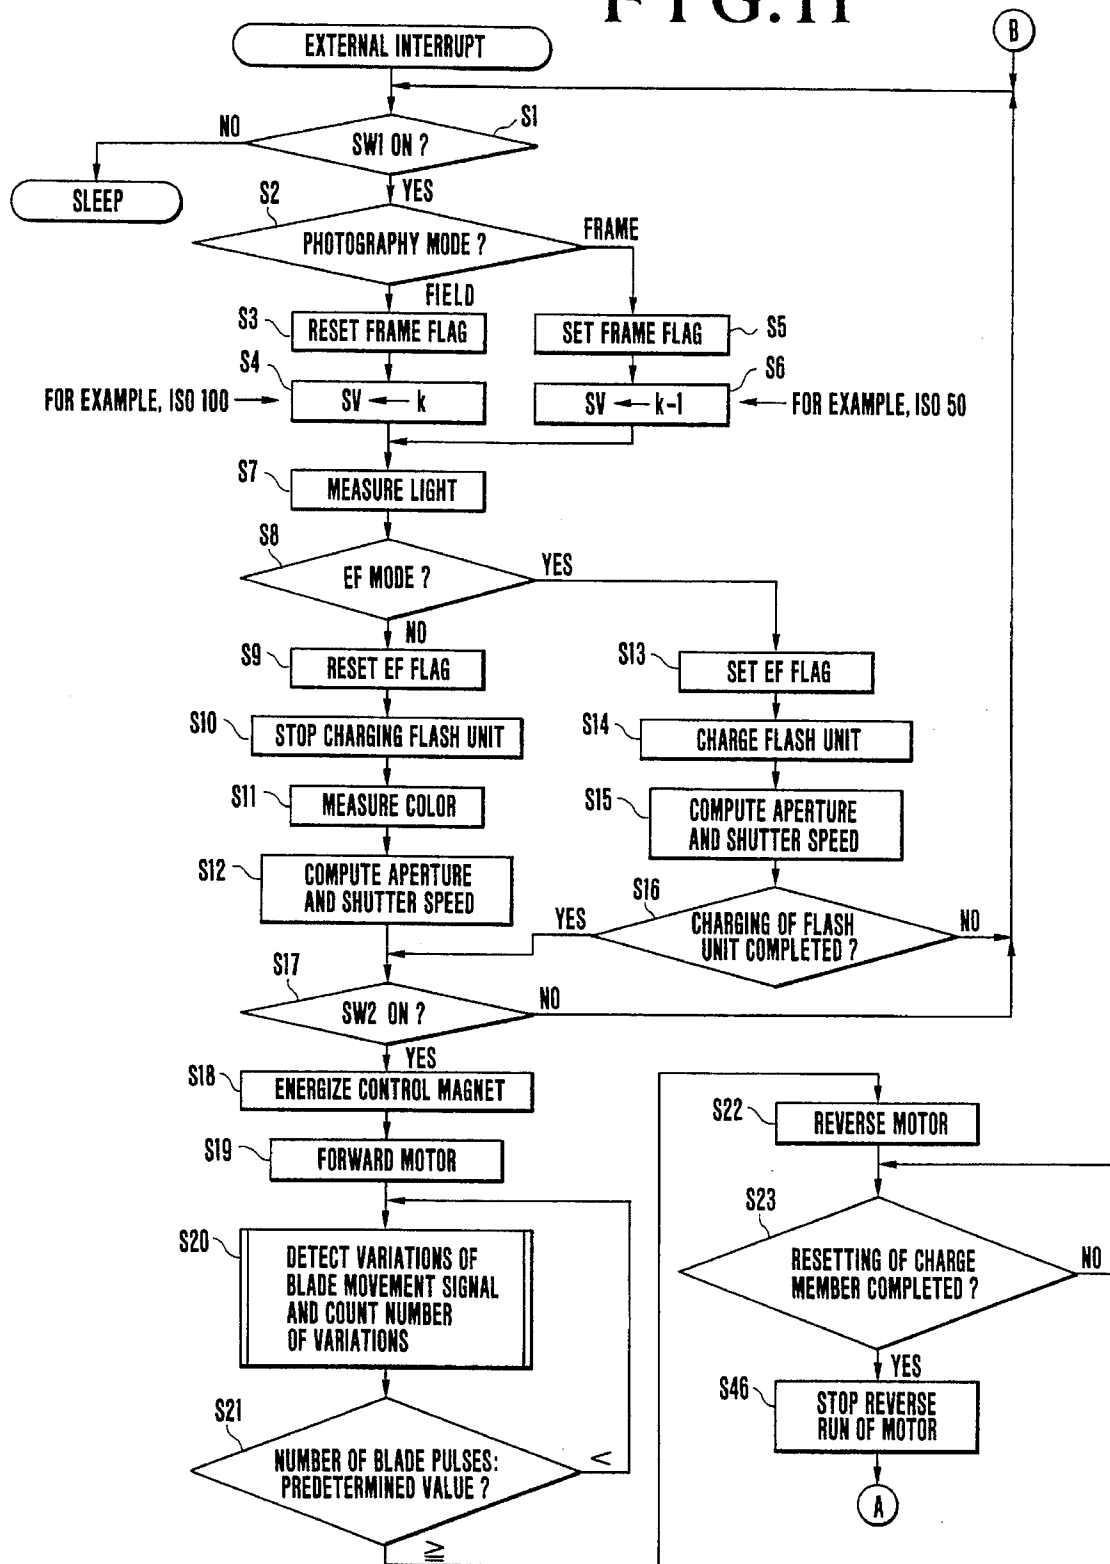 FIG.11
B
EXTERNAL INTERRUPT
S1
NO
SW1 ON ?
SLEEP
YES
S2
PHOTOGRAPHY MODE ?
FRAME
FIELD
S3
RESET FRAME FLAG
SET FRAME FLAG
S5
S4
S6
FOR EXAMPLE, ISO 100
SV ← k
SV ← k-1
FOR EXAMPLE, ISO 50
S7
MEASURE LIGHT
S8
EF MODE ?
YES
NO
S9
RESET EF FLAG
S13
SET EF FLAG
S10
STOP CHARGING FLASH UNIT
S14
CHARGE FLASH UNIT
S11
MEASURE COLOR
S15
COMPUTE APERTURE
AND SHUTTER SPEED
S12
COMPUTE APERTURE
AND SHUTTER SPEED
S16
YES
CHARGING OF FLASH
UNIT COMPLETED ?
NO
S17
SW2 ON ?
NO
YES
S18
ENERGIZE CONTROL MAGNET
S19
FORWARD MOTOR
S20
DETECT VARIATIONS OF
BLADE MOVEMENT SIGNAL
AND COUNT NUMBER
OF VARIATIONS
S21
NUMBER OF BLADE PULSES:
PREDETERMINED VALUE ?
<
≧
S22
REVERSE MOTOR
S23
RESETTING OF CHARGE
MEMBER COMPLETED ?
NO
YES
S46
STOP REVERSE
RUN OF MOTOR
A